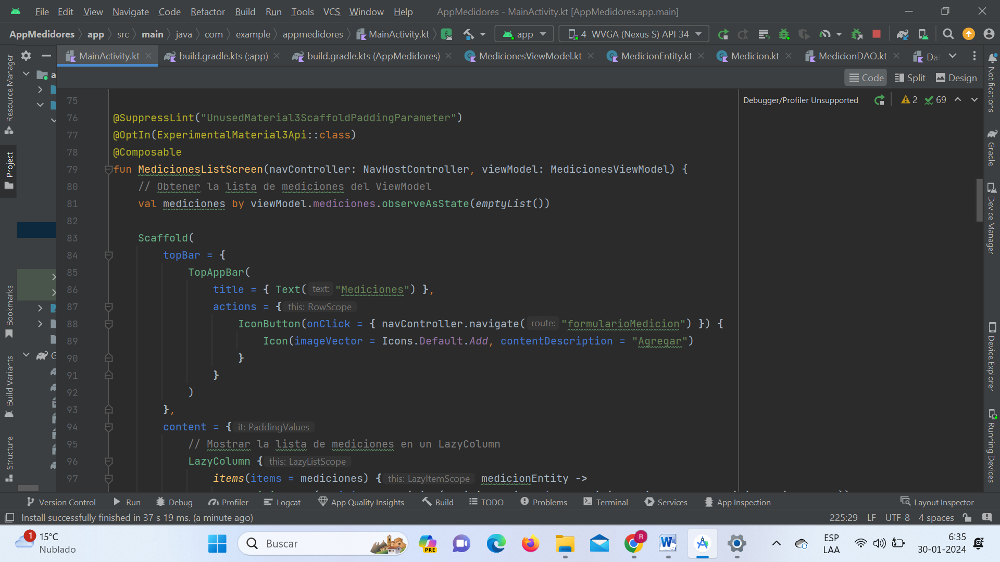 File Edit View Navigate Code Refactor Build Run Tools VCS Window Help AppMedidores - MainActivity.kt [AppMedidores.app.main]
AppMedidores app src main java com example appmedidores MainActivity.kt app 4 WVGA (Nexus S) API 34
MainActivity.kt build.gradle.kts (:app) build.gradle.kts (AppMedidores) MedicionesViewModel.kt MedicionEntity.kt Medicion.kt MedicionDAO.kt Da
Code Split Design
Debugger/Profiler Unsupported 2 69
75
76 @SuppressLint("UnusedMaterial3ScaffoldPaddingParameter")
77 @OptIn(ExperimentalMaterial3Api::class)
78 @Composable
79 fun MedicionesListScreen(navController: NavHostController, viewModel: MedicionesViewModel) {
80 // Obtener la lista de mediciones del ViewModel
81 val mediciones by viewModel.mediciones.observeAsState(emptyList())
82
83 Scaffold(
84 topBar = {
85 TopAppBar(
86 title = { Text( text: "Mediciones") },
87 actions = { this: RowScope
88 IconButton(onClick = { navController.navigate( route: "formularioMedicion") }) {
89 Icon(imageVector = Icons.Default.Add, contentDescription = "Agregar")
90 }
91 }
92 )
93 },
94 content = { it: PaddingValues
95 // Mostrar la lista de mediciones en un LazyColumn
96 LazyColumn { this: LazyListScope
97 items(items = mediciones) { this: LazyItemScope medicionEntity ->
Resource Manager
Project
Bookmarks
Build Variants
Structure
a
G
Notifications
Gradle
Device Manager
Device Explorer
Running Devices
Version Control Run Debug Profiler Logcat App Quality Insights Build TODO Problems Terminal Services App Inspection Layout Inspector
Install successfully finished in 37 s 19 ms. (a minute ago) 225:29 LF UTF-8 4 spaces
1 15°C
Nublado
Buscar
PRE
R
ESP
LAA
6:35
30-01-2024